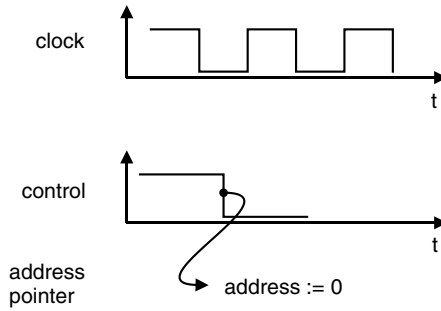 clock
t
control
t
address
pointer
address := 0